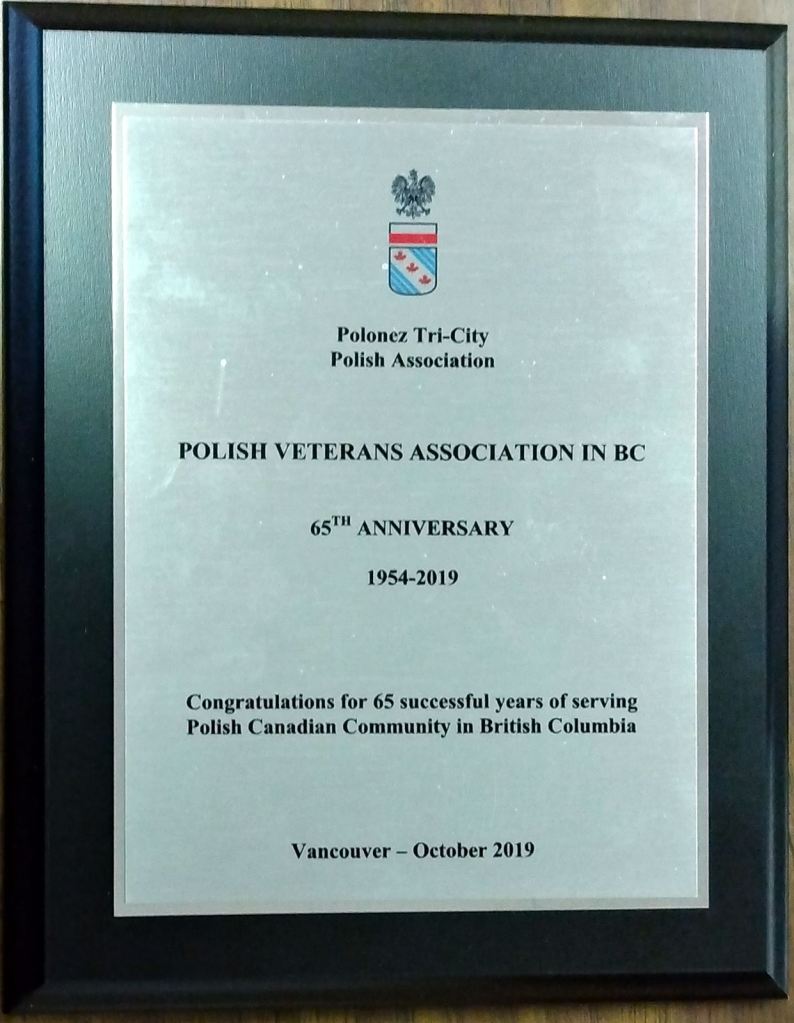 Polonez Tri-City
Polish Association
POLISH VETERANS ASSOCIATION IN BC
65TH ANNIVERSARY
1954-2019
Congratulations for 65 successful years of serving
Polish Canadian Community in British Columbia
Vancouver – October 2019